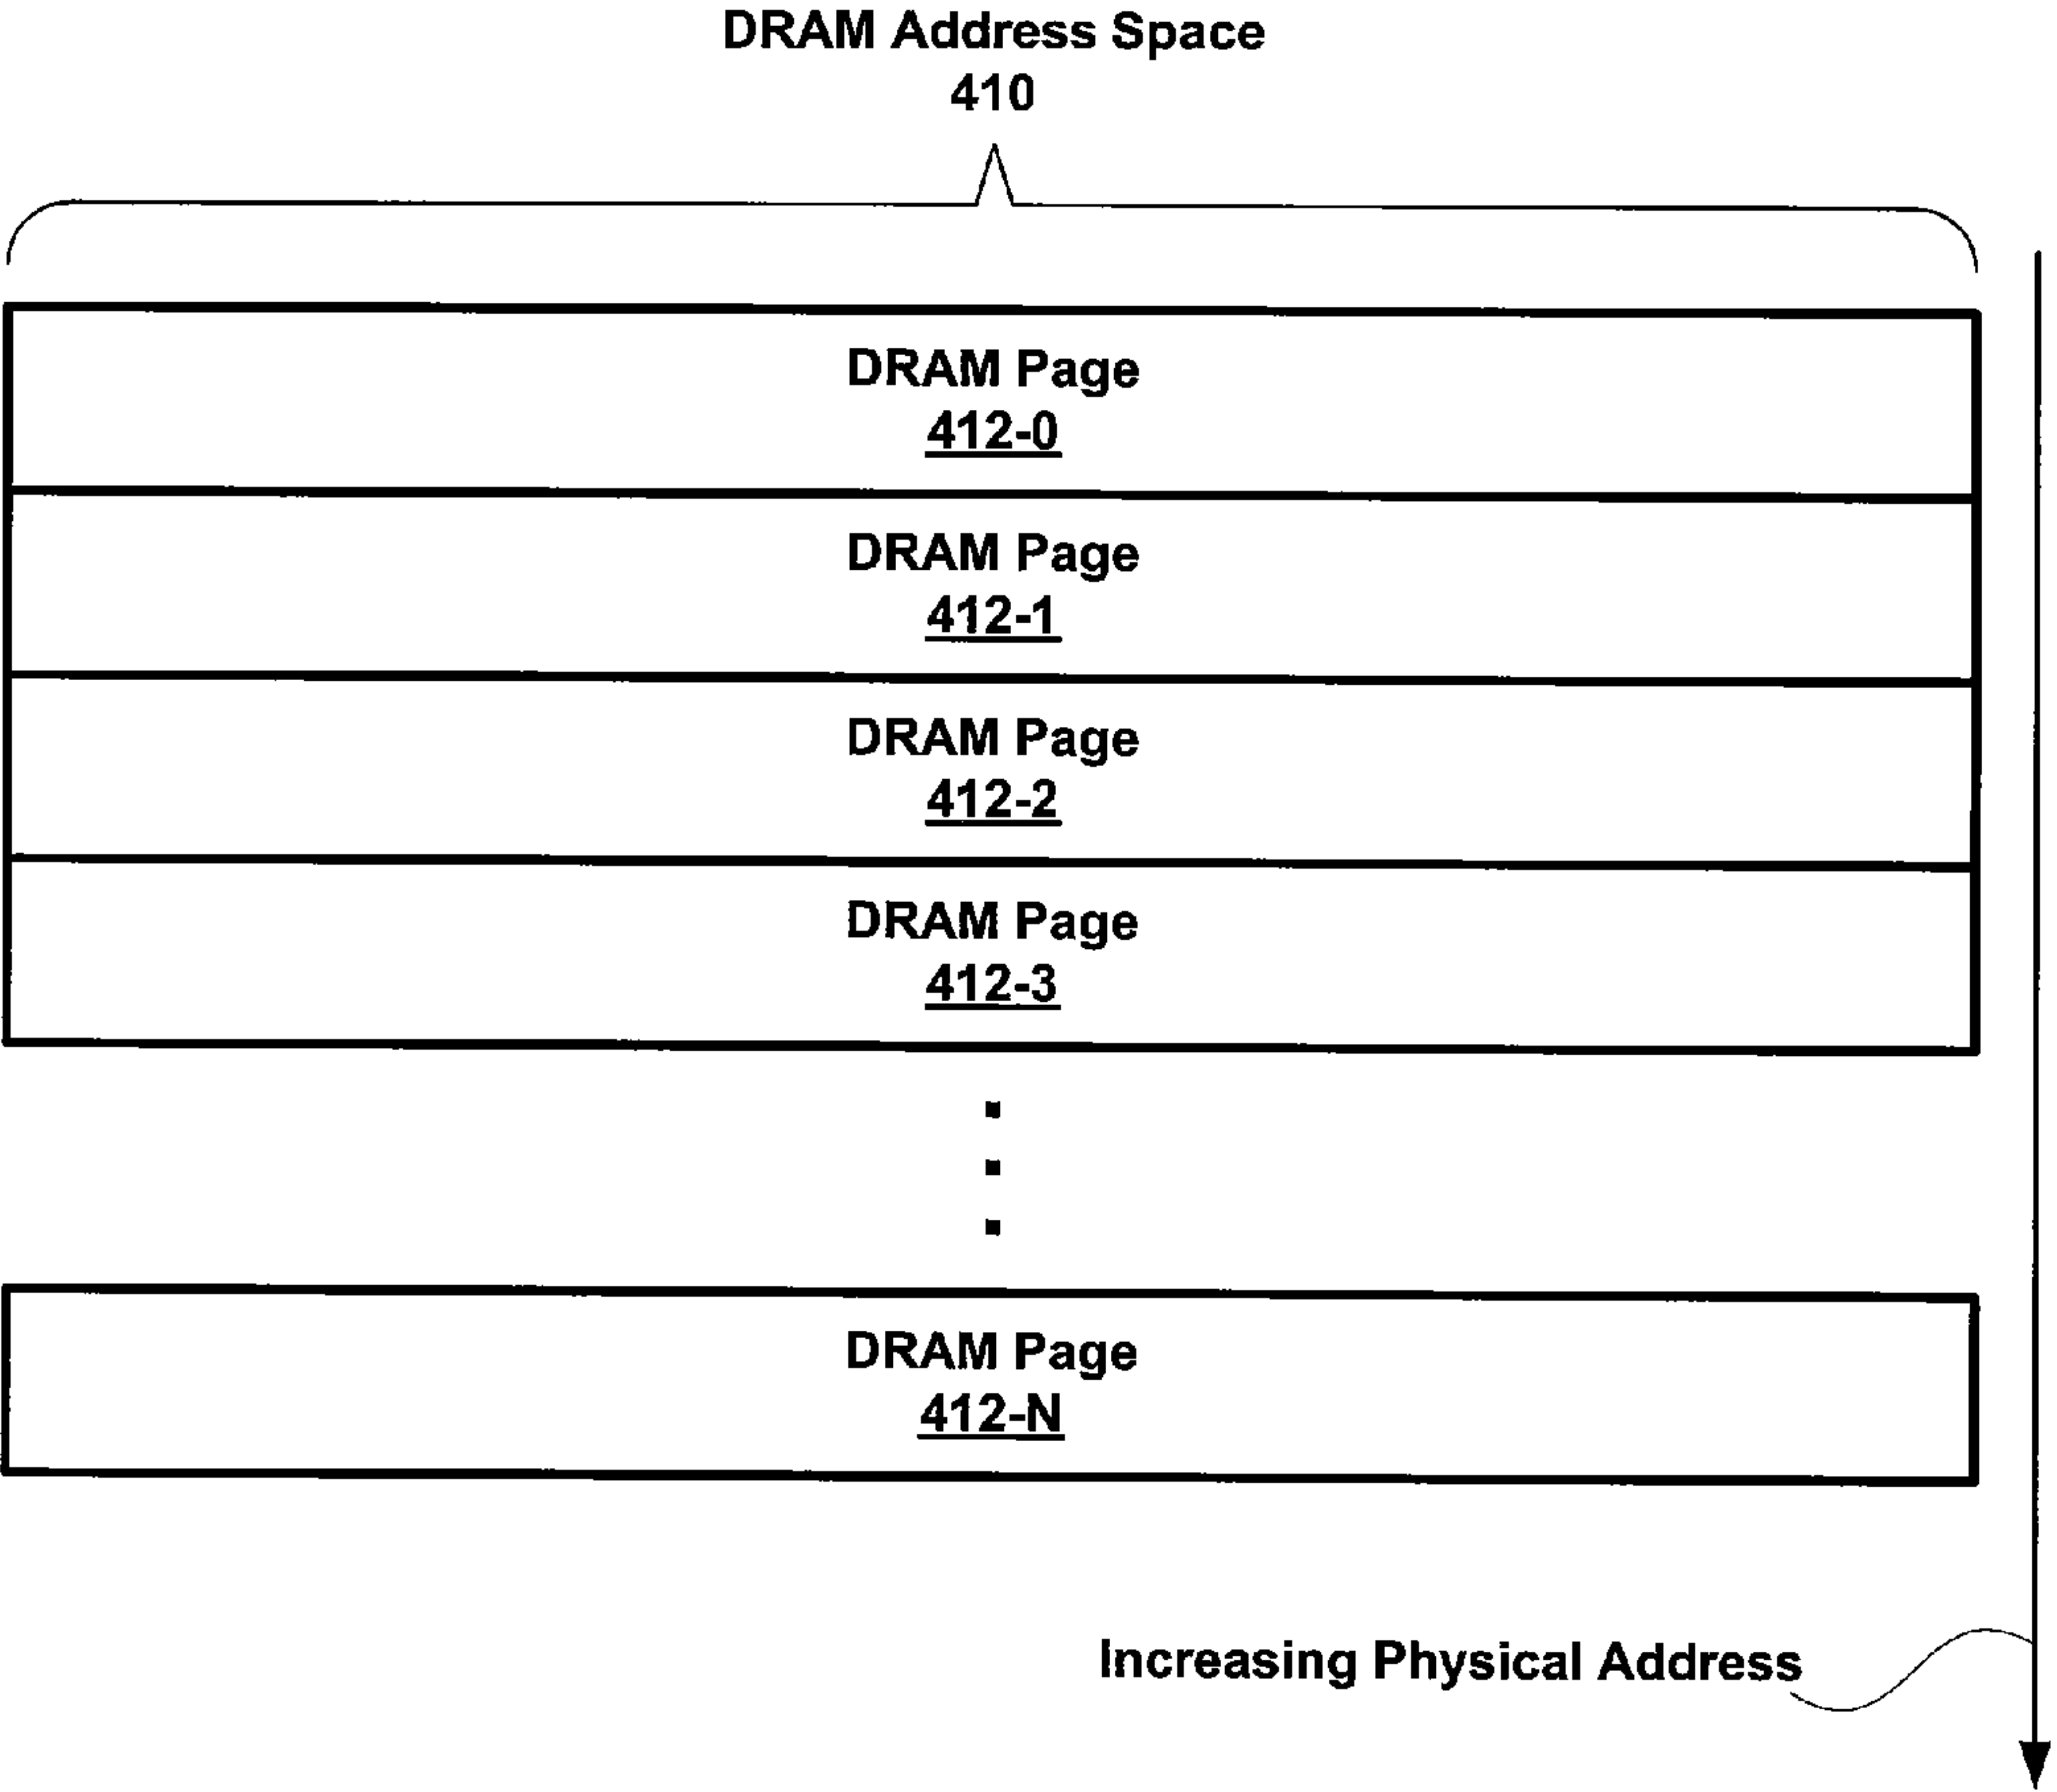 DRAM Address Space
410
DRAM Page
412-0
DRAM Page
412-1
DRAM Page
412-2
DRAM Page
412-3
DRAM Page
412-N
Increasing Physical Address